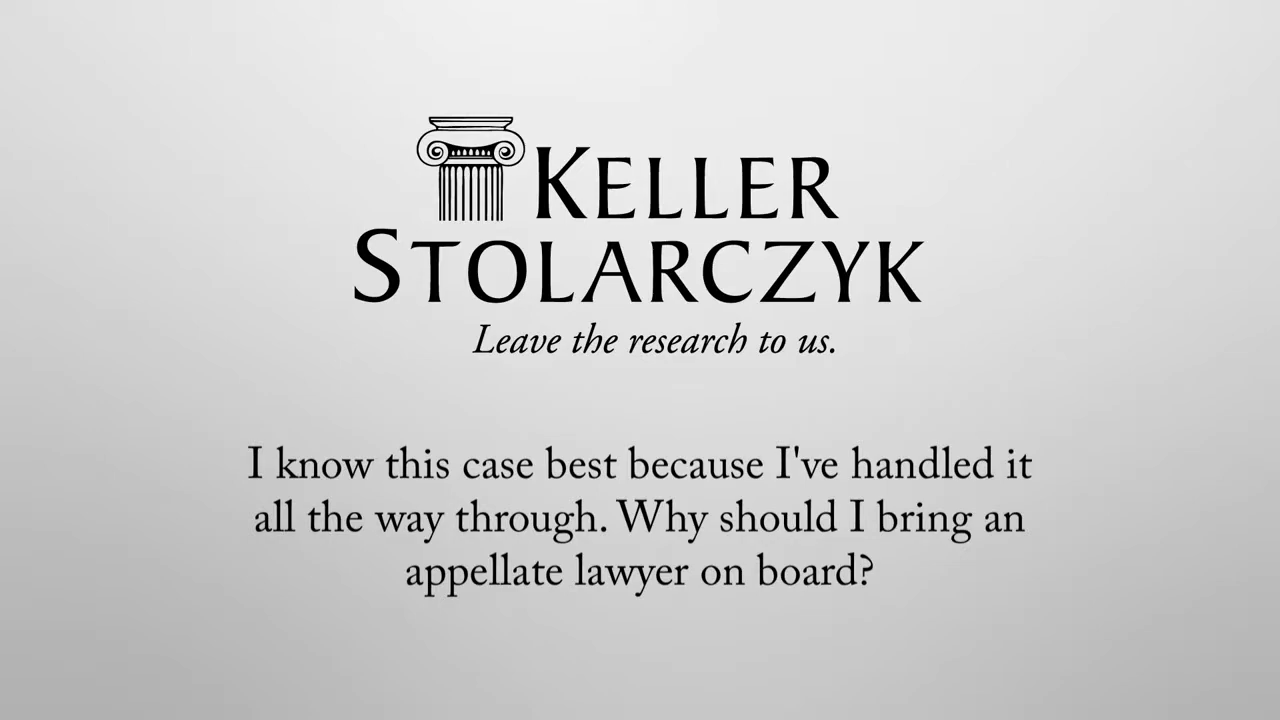 KELLER
STOLARCZYK
Leave the research to us.
I know this case best because I've handled it
all the way through. Why should I bring an
appellate lawyer on board?